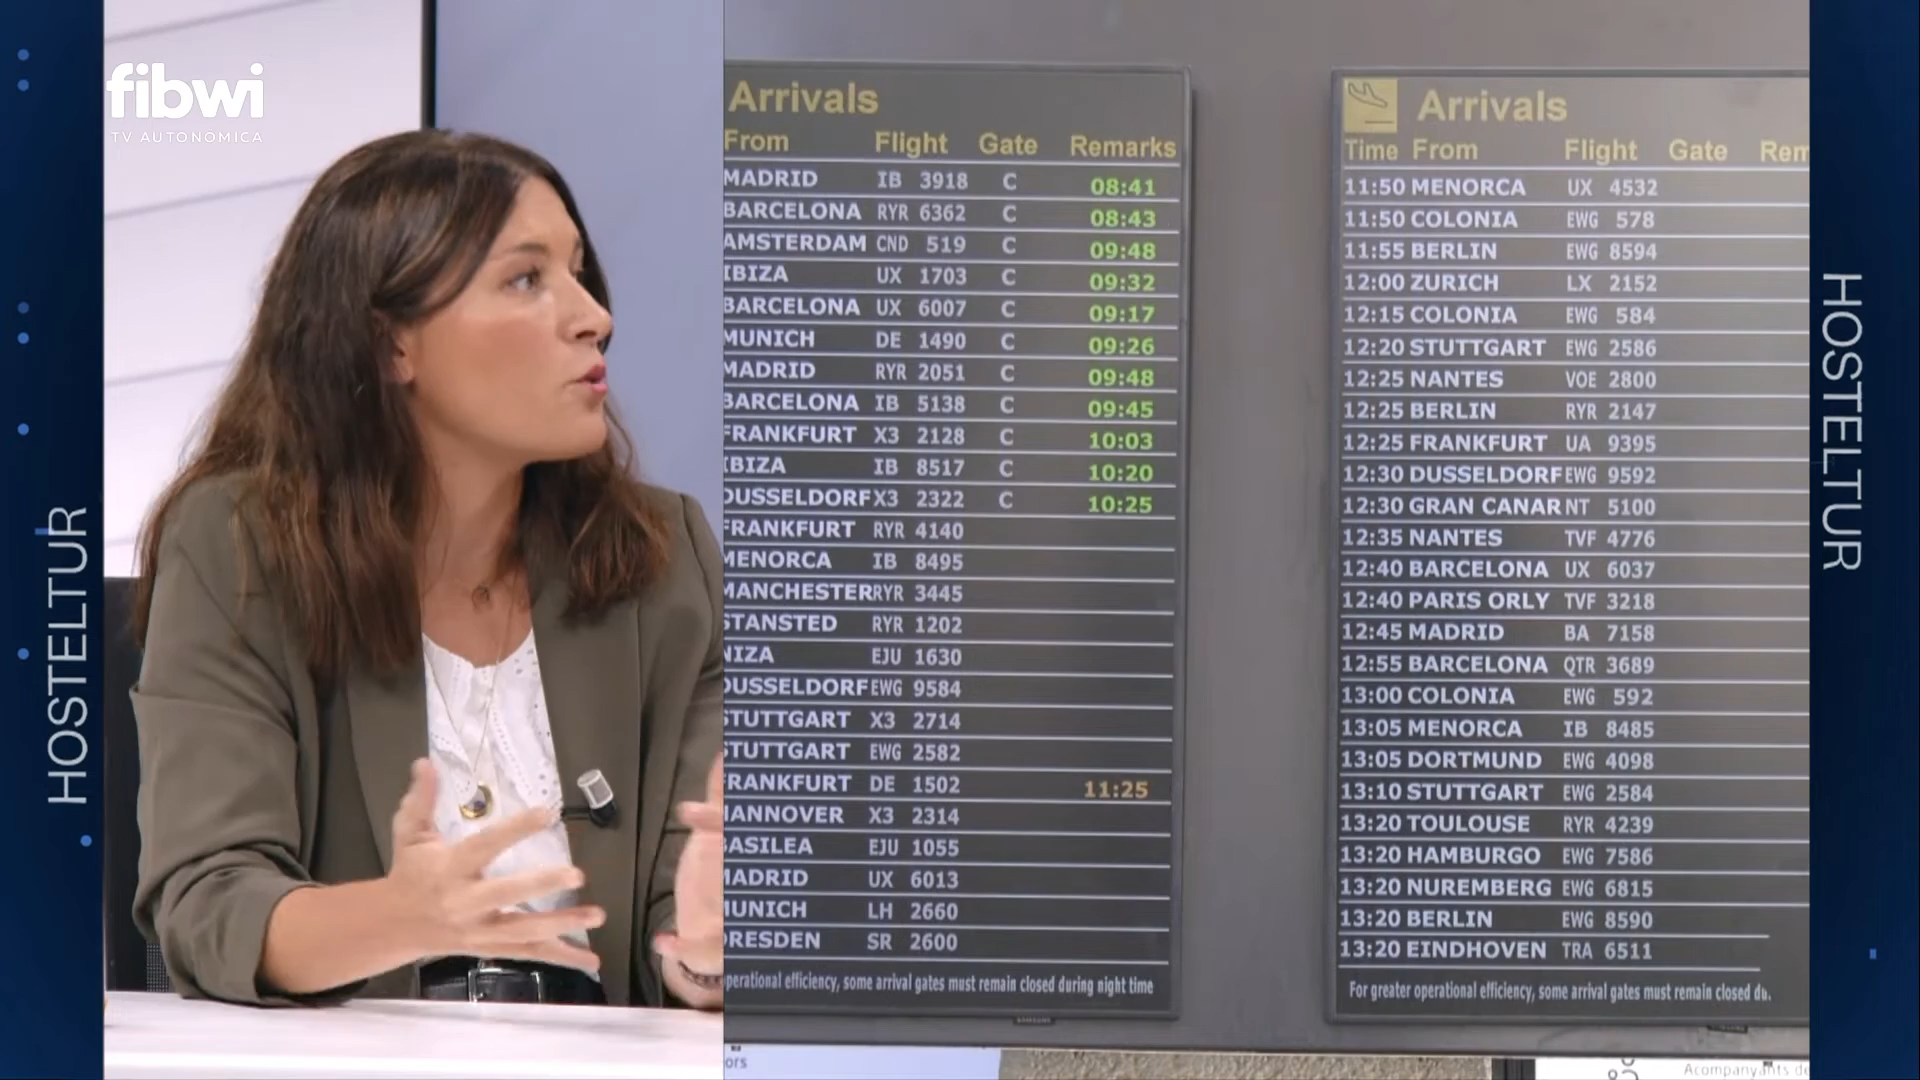 fibwi
TV AUTONOMICA
HOSTELTUR
Arrivals
From Flight Gate Remarks
MADRID IB 3918 C 08:41
BARCELONA RYR 6362 C 08:43
AMSTERDAM CND 519 C 09:48
IBIZA UX 1703 C 09:32
BARCELONA UX 6007 C 09:17
MUNICH DE 1490 C 09:26
MADRID RYR 2051 C 09:48
BARCELONA IB 5138 C 09:45
FRANKFURT X3 2128 C 10:03
IBIZA IB 8517 C 10:20
DUSSELDORF X3 2322 C 10:25
FRANKFURT RYR 4140
MENORCA IB 8495
MANCHESTER RYR 3445
STANSTED RYR 1202
NIZA EJU 1630
DUSSELDORF EWG 9584
STUTTGART X3 2714
STUTTGART EWG 2582
FRANKFURT DE 1502 11:25
HANNOVER X3 2314
BASILEA EJU 1055
MADRID UX 6013
MUNICH LH 2660
DRESDEN SR 2600
operational efficiency, some arrival gates must remain closed during night time
Arrivals
Time From Flight Gate Rem
11:50 MENORCA UX 4532
11:50 COLONIA EWG 578
11:55 BERLIN EWG 8594
12:00 ZURICH LX 2152
12:15 COLONIA EWG 584
12:20 STUTTGART EWG 2586
12:25 NANTES VOE 2800
12:25 BERLIN RYR 2147
12:25 FRANKFURT UA 9395
12:30 DUSSELDORF EWG 9592
12:30 GRAN CANAR NT 5100
12:35 NANTES TVF 4776
12:40 BARCELONA UX 6037
12:40 PARIS ORLY TVF 3218
12:45 MADRID BA 7158
12:55 BARCELONA QTR 3689
13:00 COLONIA EWG 592
13:05 MENORCA IB 8485
13:05 DORTMUND EWG 4098
13:10 STUTTGART EWG 2584
13:20 TOULOUSE RYR 4239
13:20 HAMBURGO EWG 7586
13:20 NUREMBERG EWG 6815
13:20 BERLIN EWG 8590
13:20 EINDHOVEN TRA 6511
For greater operational efficiency, some arrival gates must remain closed du.
SAMSUNG
ors
Acompanyants de
HOSTELTUR